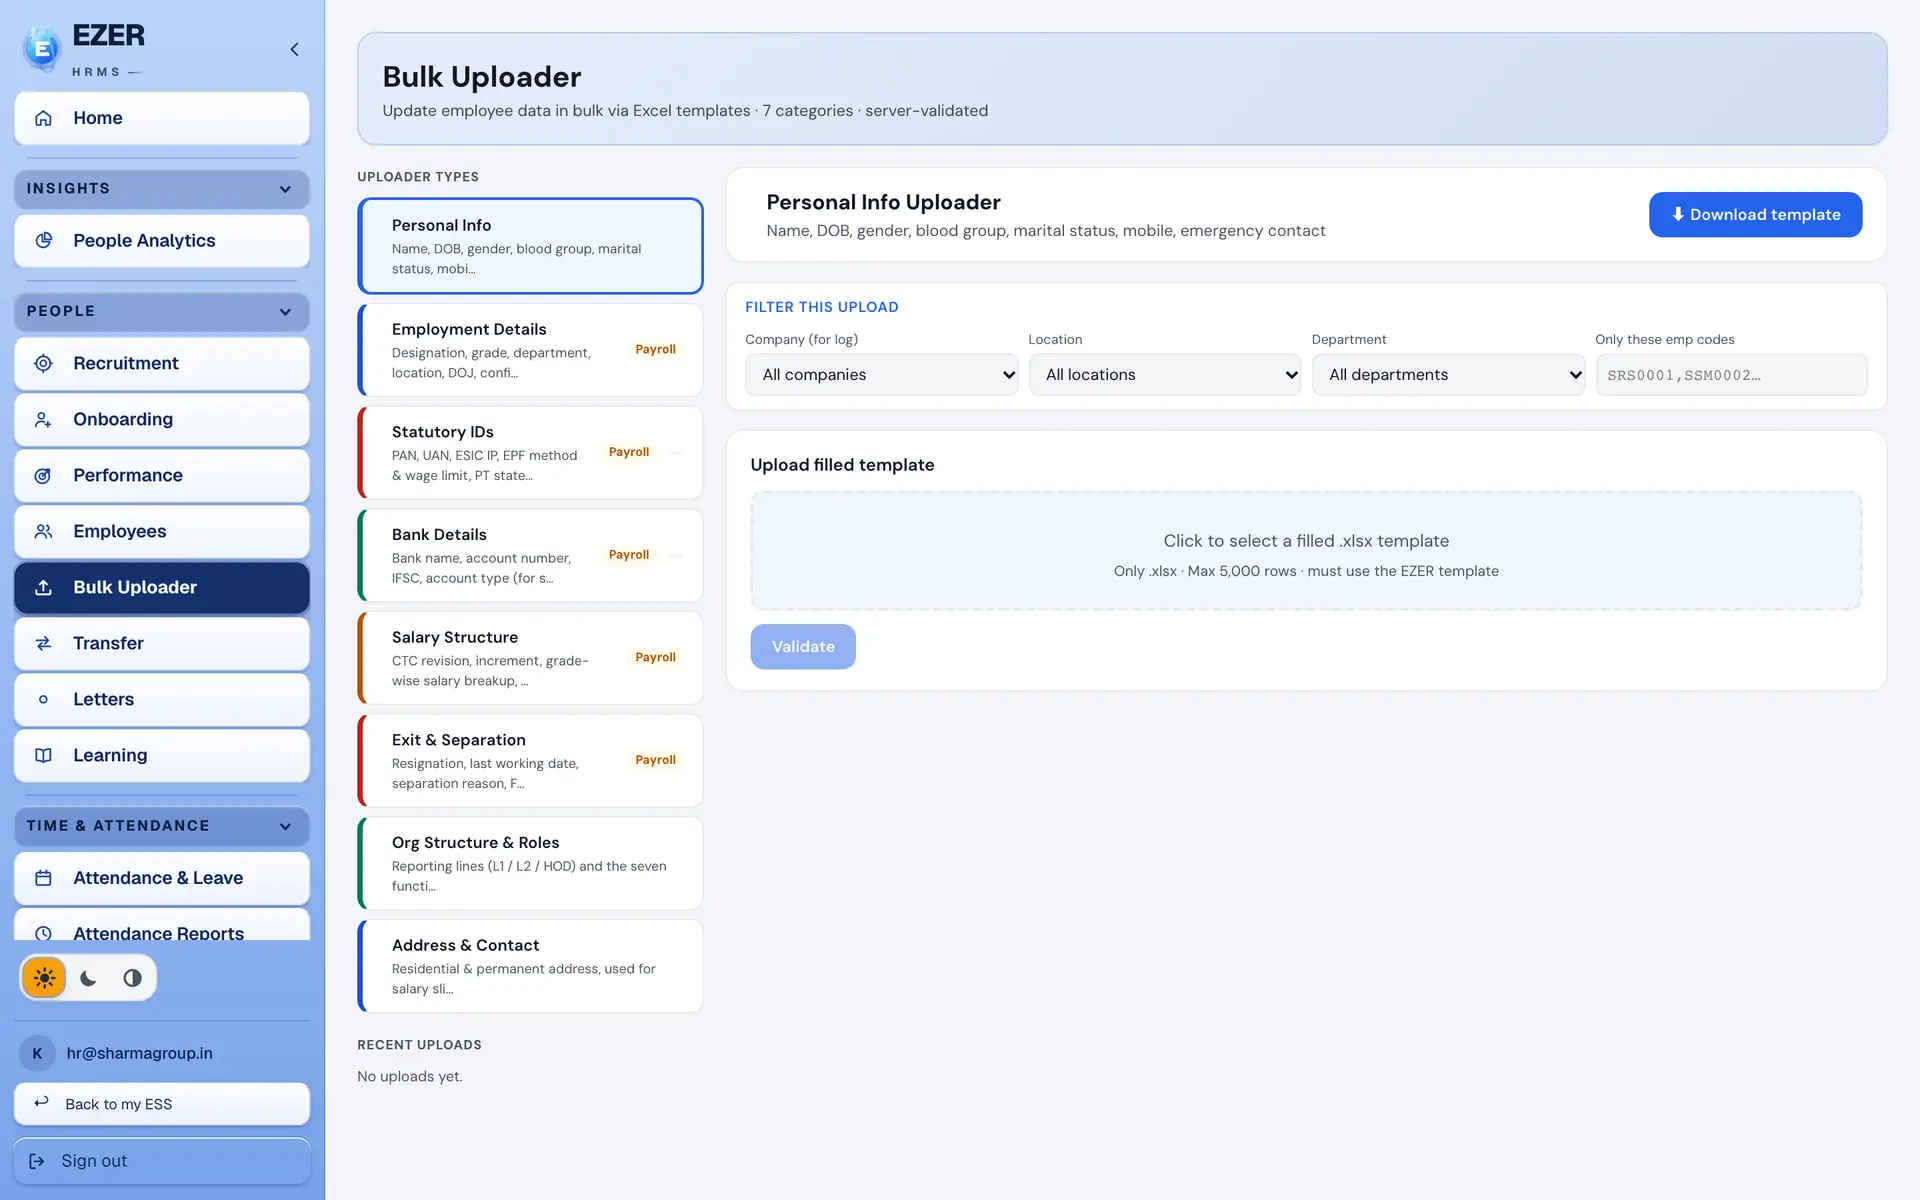 E
EZER
HRMS
Home
INSIGHTS
People Analytics
PEOPLE
Recruitment
Onboarding
Performance
Employees
Bulk Uploader
Transfer
Letters
Learning
TIME & ATTENDANCE
Attendance & Leave
Attendance Reports
K
hr@sharmagroup.in
Back to my ESS
Sign out
Bulk Uploader
Update employee data in bulk via Excel templates · 7 categories · server-validated
UPLOADER TYPES
Personal Info
Name, DOB, gender, blood group, marital
status, mobi...
Employment Details
Designation, grade, department,
location, DOJ, confi...
Payroll
Statutory IDs
PAN, UAN, ESIC IP, EPF method
& wage limit, PT state...
Payroll
Bank Details
Bank name, account number,
IFSC, account type (for s...
Payroll
Salary Structure
CTC revision, increment, grade-
wise salary breakup, ...
Payroll
Exit & Separation
Resignation, last working date,
separation reason, F...
Payroll
Org Structure & Roles
Reporting lines (L1 / L2 / HOD) and the seven
functi...
Address & Contact
Residential & permanent address, used for
salary sli...
RECENT UPLOADS
No uploads yet.
Personal Info Uploader
Name, DOB, gender, blood group, marital status, mobile, emergency contact
⬇ Download template
FILTER THIS UPLOAD
Company (for log)
All companies
Location
All locations
Department
All departments
Only these emp codes
SRS0001,SSM0002…
Upload filled template
Click to select a filled .xlsx template
Only .xlsx · Max 5,000 rows · must use the EZER template
Validate